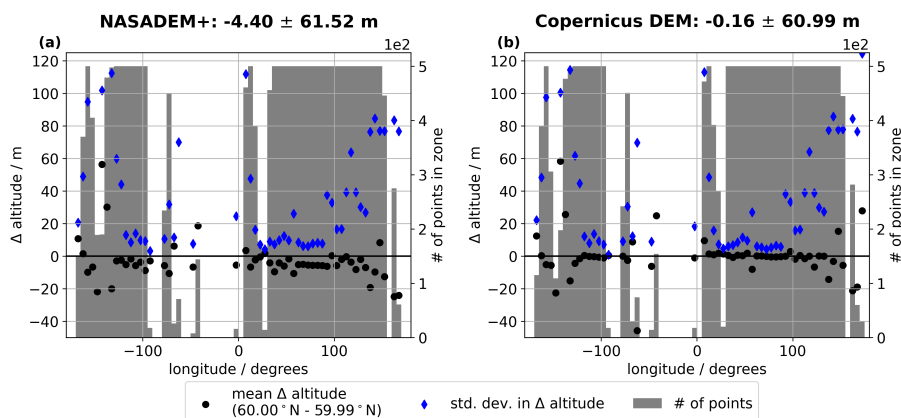 NASADEM+: -4.40 ± 61.52 m
Copernicus DEM: -0.16 ± 60.99 m
(a)
1e2
(b)
1e2
120
100
80
60
40
20
0
−20
−40
Δ altitude / m
5
4
3
2
1
0
# of points in zone
−100
0
100
longitude / degrees
120
100
80
60
40
20
0
−20
−40
Δ altitude / m
5
4
3
2
1
0
# of points in zone
−100
0
100
longitude / degrees
mean Δ altitude
(60.00°N - 59.99°N)
std. dev. in Δ altitude
# of points